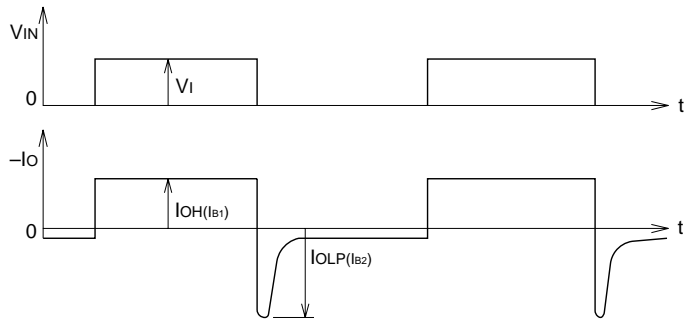 VIN
VI
0
t
–IO
IOH(IB1)
0
t
IOLP(IB2)